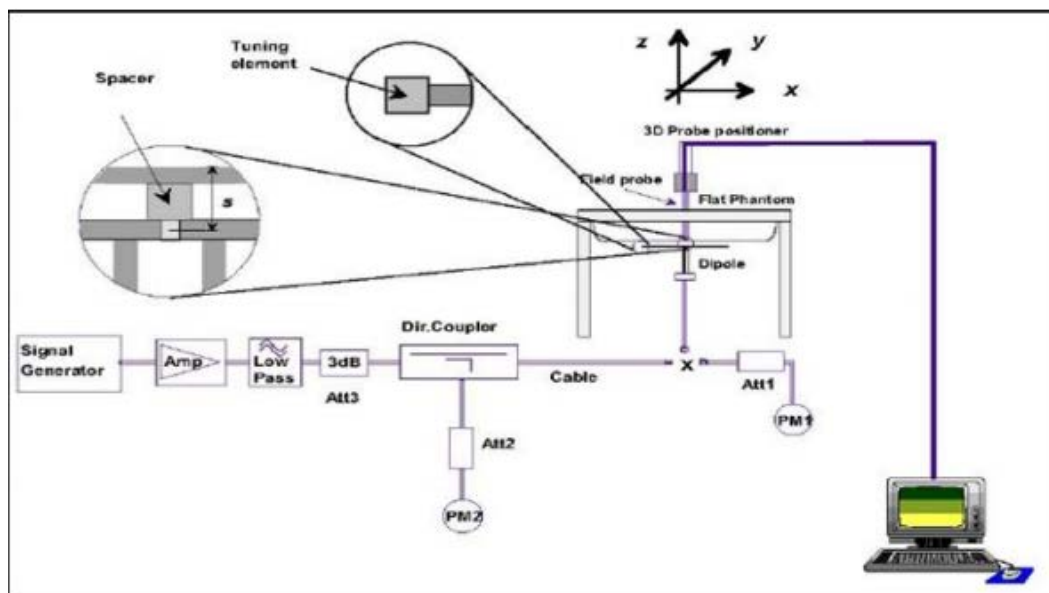 Tuning
element
Spacer
s
z
y
x
3D Probe positioner
Field probe
Flat Phantom
Dipole
Signal
Generator
Amp
Low
Pass
3dB
Att3
Dir.Coupler
Cable
x
Att1
PM1
Att2
PM2